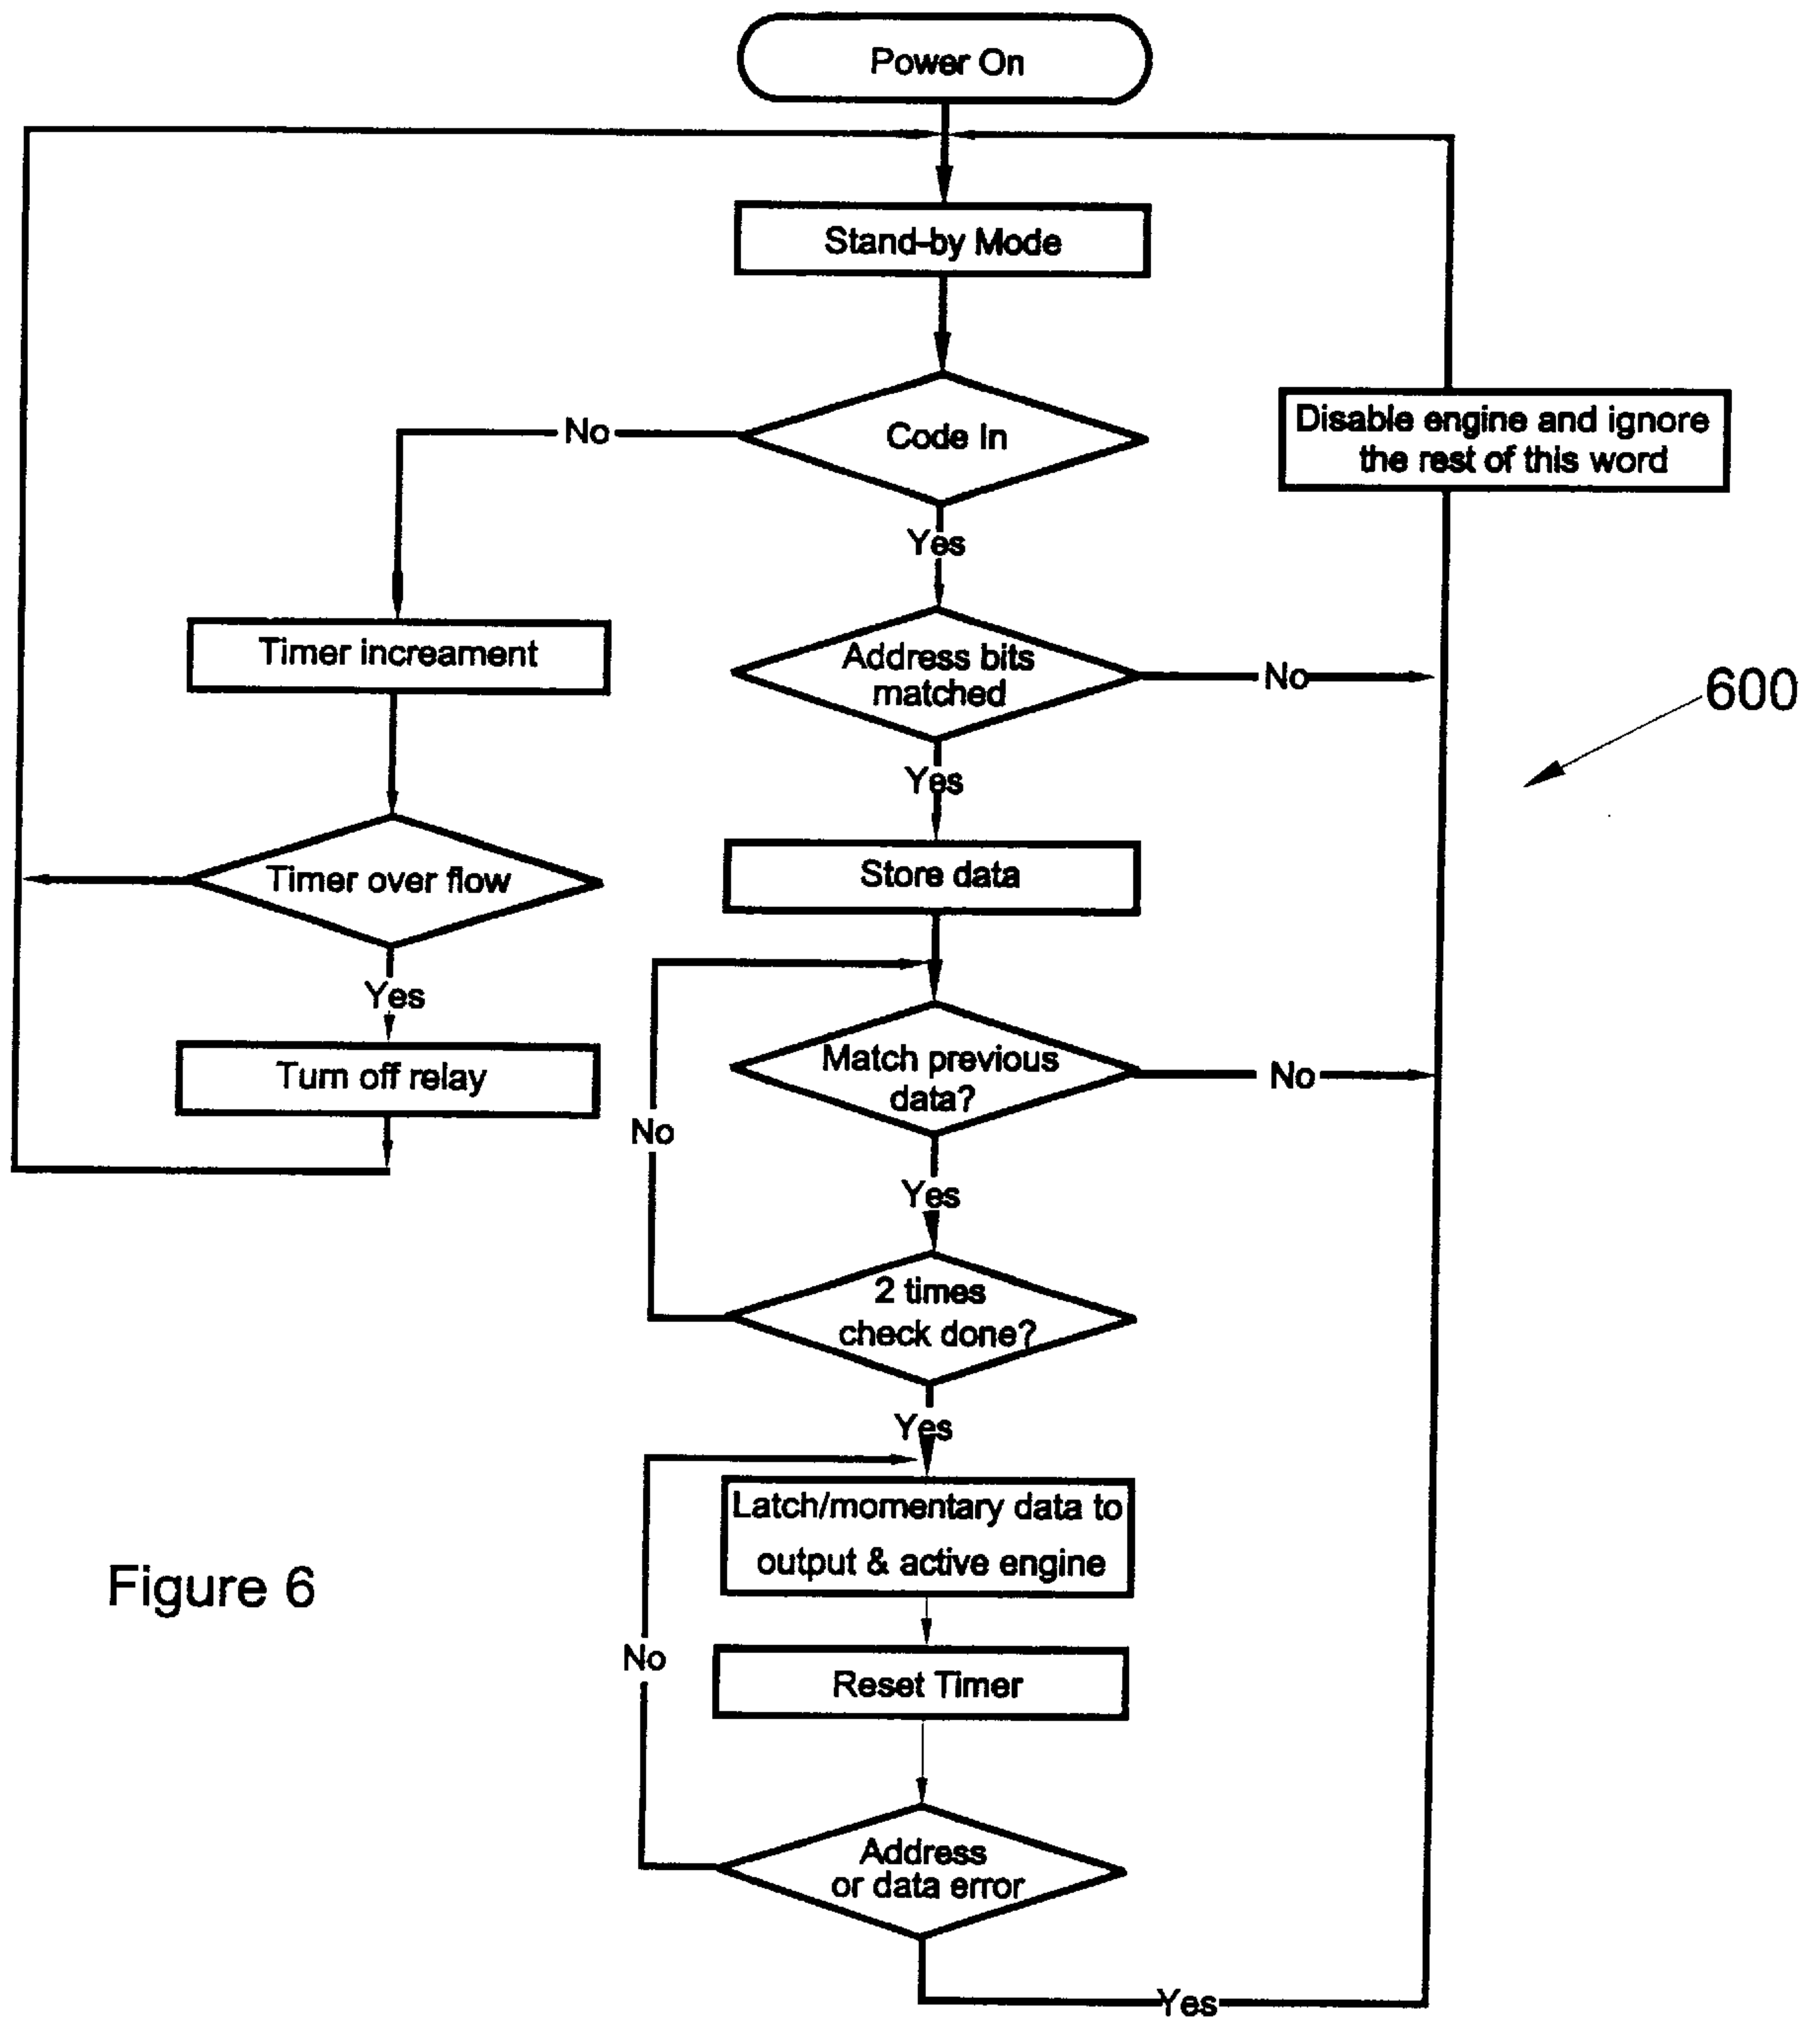 Power On
Stand-by Mode
Code In
No
Yes
Disable engine and ignore
the rest of this word
Timer increament
Address bits
matched
No
Yes
600
Store data
Timer over flow
Yes
Turn off relay
Match previous
data?
No
No
Yes
2 times
check done?
Yes
Latch/momentary data to
output & active engine
Figure 6
No
Reset Timer
Address
or data error
Yes